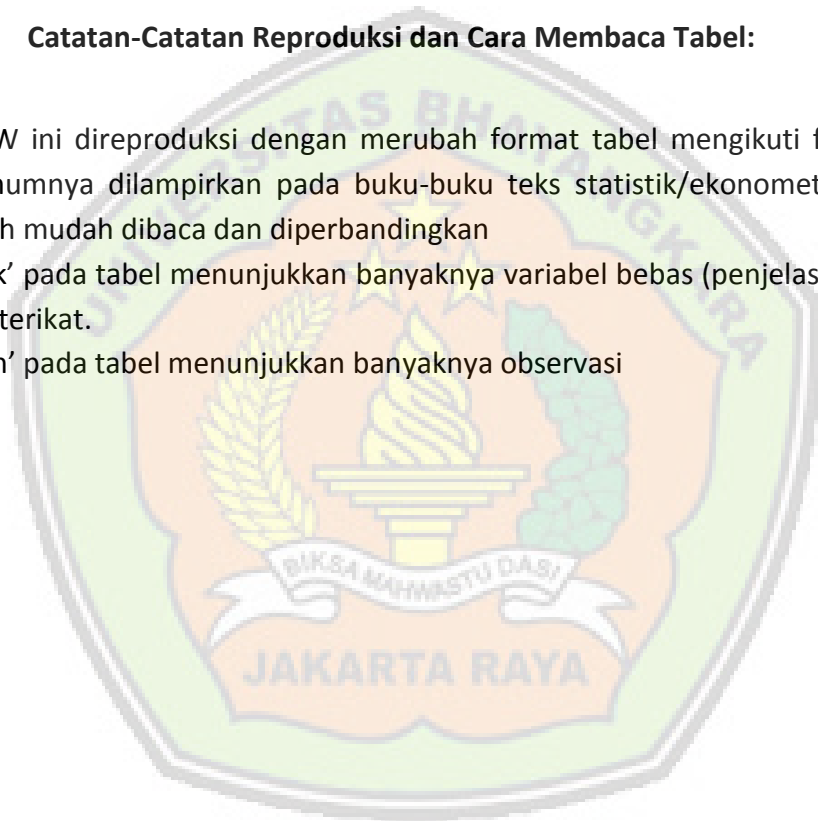 Catatan-Catatan Reproduksi dan Cara Membaca Tabel:
W ini direproduksi dengan merubah format tabel mengikuti
numnya dilampirkan pada buku-buku teks statistik/ekonomet
h mudah dibaca dan diperbandingkan
k’ pada tabel menunjukkan banyaknya variabel bebas (penjelas
terikat.
n’ pada tabel menunjukkan banyaknya observasi
UNIVERSITAS BHAYANGKARA
BIKSA MAHWASTU DASI
JAKARTA RAYA